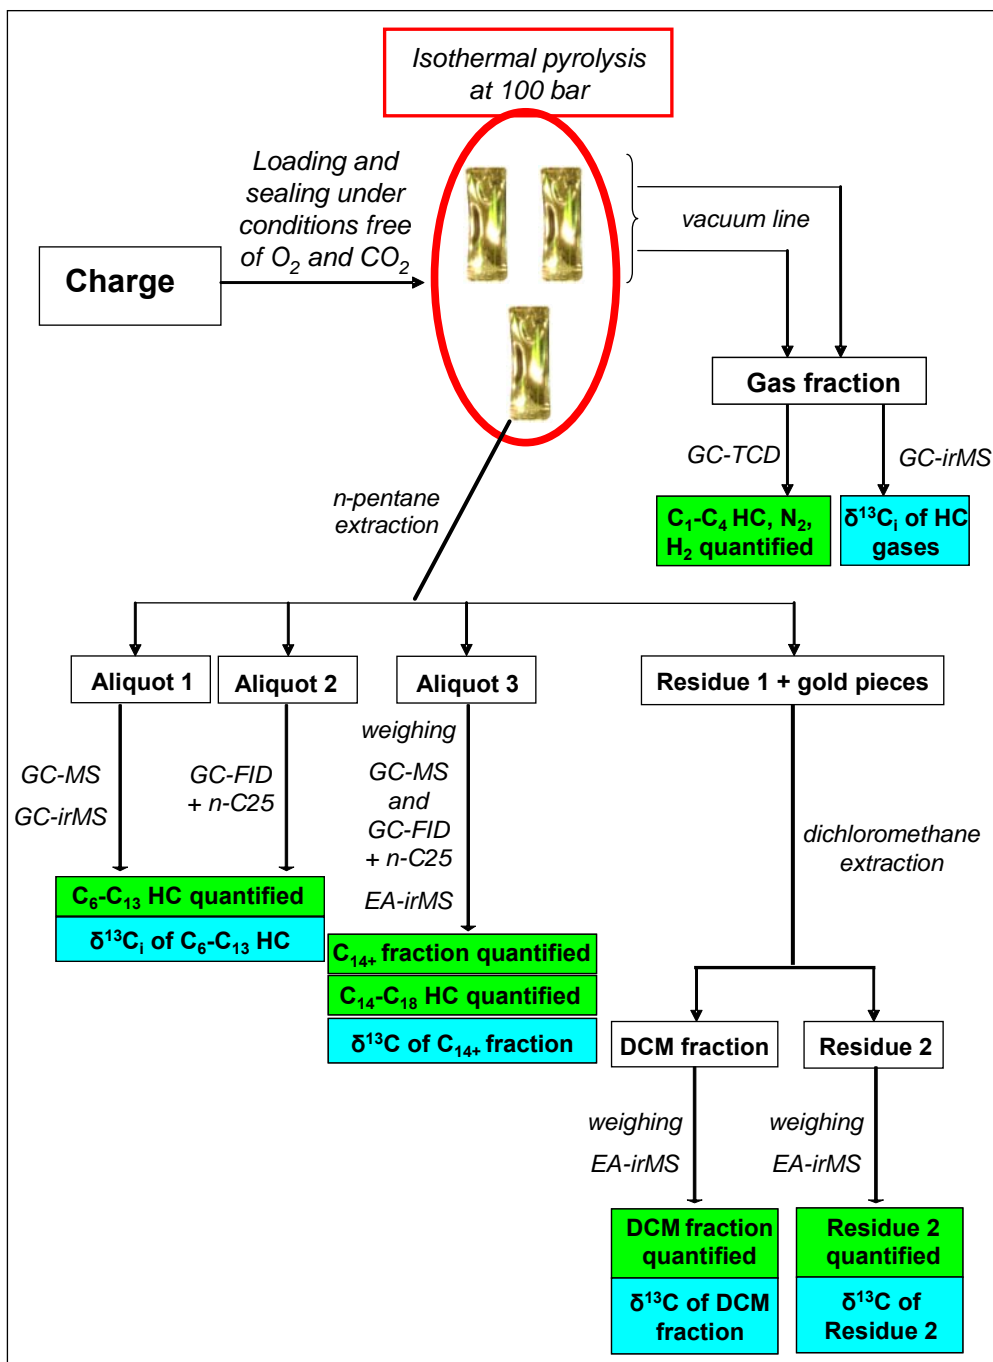 Isothermal pyrolysis
at 100 bar
Loading and
sealing under
conditions free
of O₂ and CO₂
Charge
vacuum line
Gas fraction
GC-TCD
GC-irMS
C₁-C₄ HC, N₂,
H₂ quantified
δ¹³Cᵢ of HC
gases
n-pentane
extraction
Aliquot 1
Aliquot 2
Aliquot 3
Residue 1 + gold pieces
GC-MS
GC-irMS
GC-FID
+ n-C25
weighing
GC-MS
and
GC-FID
+ n-C25
EA-irMS
dichloromethane
extraction
C₆-C₁₃ HC quantified
δ¹³Cᵢ of C₆-C₁₃ HC
C₁₄₊ fraction quantified
C₁₄-C₁₈ HC quantified
δ¹³C of C₁₄₊ fraction
DCM fraction
Residue 2
weighing
EA-irMS
weighing
EA-irMS
DCM fraction
quantified
δ¹³C of DCM
fraction
Residue 2
quantified
δ¹³C of
Residue 2